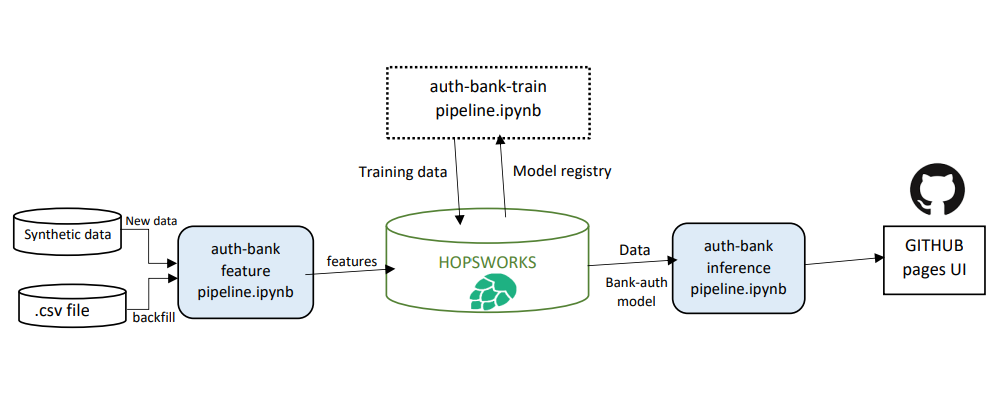 auth-bank-train
pipeline.ipynb
Training data
Model registry
New data
Synthetic data
.csv file
backfill
auth-bank
feature
pipeline.ipynb
features
HOPSWORKS
Data
Bank-auth
model
auth-bank
inference
pipeline.ipynb
GITHUB
pages UI